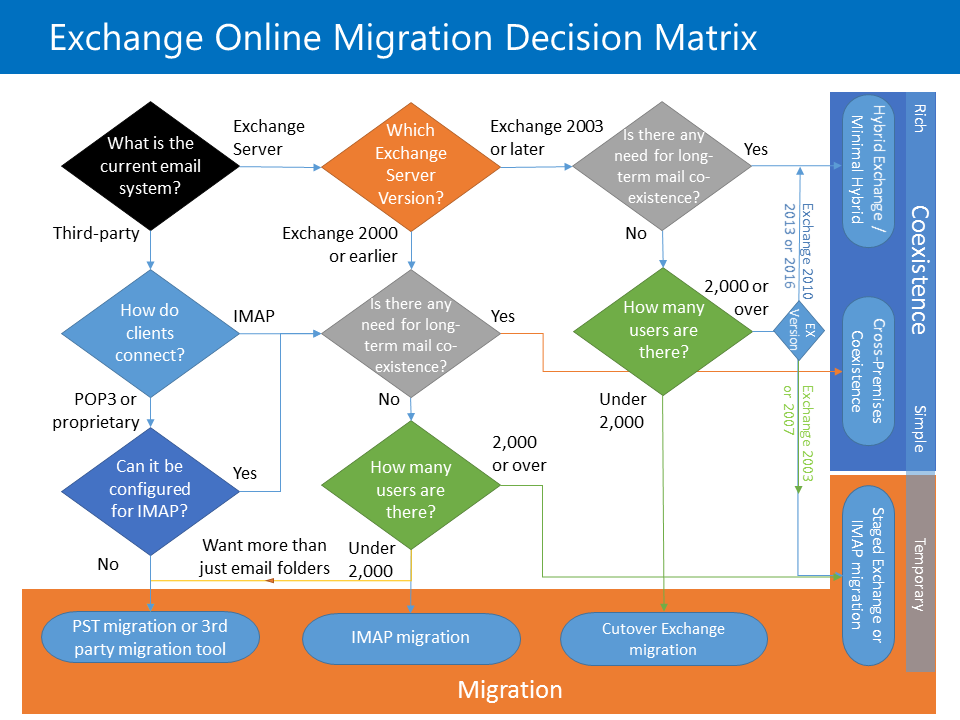 Exchange Online Migration Decision Matrix
What is the
current email
system?
Exchange
Server
Which
Exchange
Server
Version?
Exchange 2003
or later
Is there any
need for long-
term mail co-
existence?
Yes
Hybrid Exchange /
Minimal Hybrid
Rich
Third-party
Exchange 2000
or earlier
No
Exchange 2010
2013 or 2016
Coexistence
How do
clients
connect?
IMAP
Is there any
need for long-
term mail co-
existence?
Yes
How many
users are
there?
2,000 or
over
EX
Version
Cross-Premises
Coexistence
POP3 or
proprietary
No
Under
2,000
Exchange 2003
or 2007
Simple
Can it be
configured
for IMAP?
Yes
How many
users are
there?
2,000
or over
Staged Exchange or
IMAP migration
Temporary
No
Want more than
just email folders
Under
2,000
PST migration or 3rd
party migration tool
IMAP migration
Cutover Exchange
migration
Migration